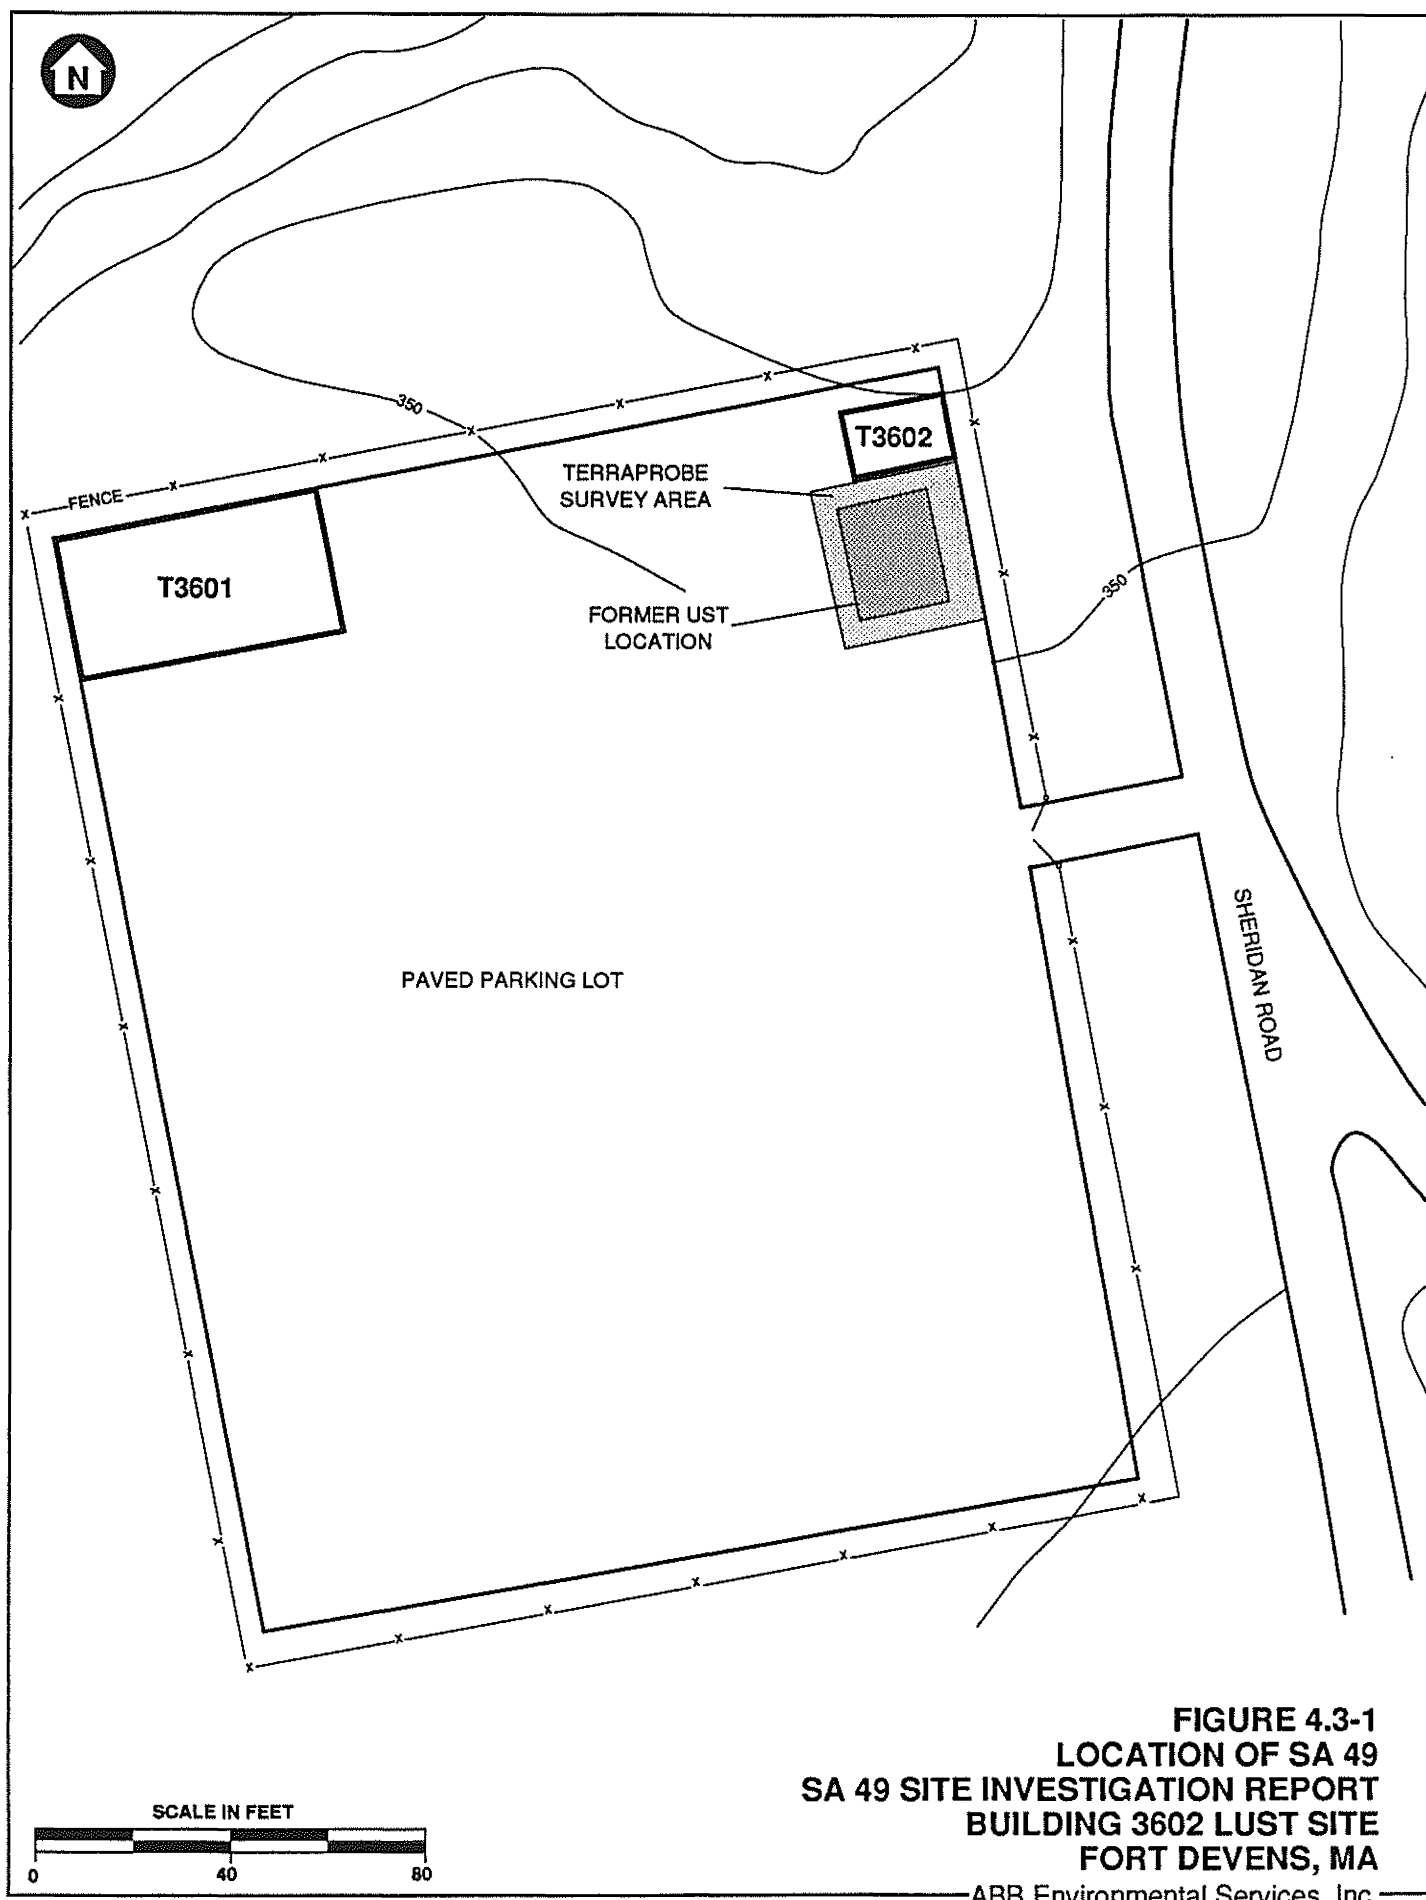 N
350
T3602
TERRAPROBE
SURVEY AREA
FENCE
T3601
350
FORMER UST
LOCATION
SHERIDAN ROAD
PAVED PARKING LOT
FIGURE 4.3-1
LOCATION OF SA 49
SA 49 SITE INVESTIGATION REPORT
BUILDING 3602 LUST SITE
FORT DEVENS, MA
SCALE IN FEET
0 40 80
ABB Environmental Services, Inc.